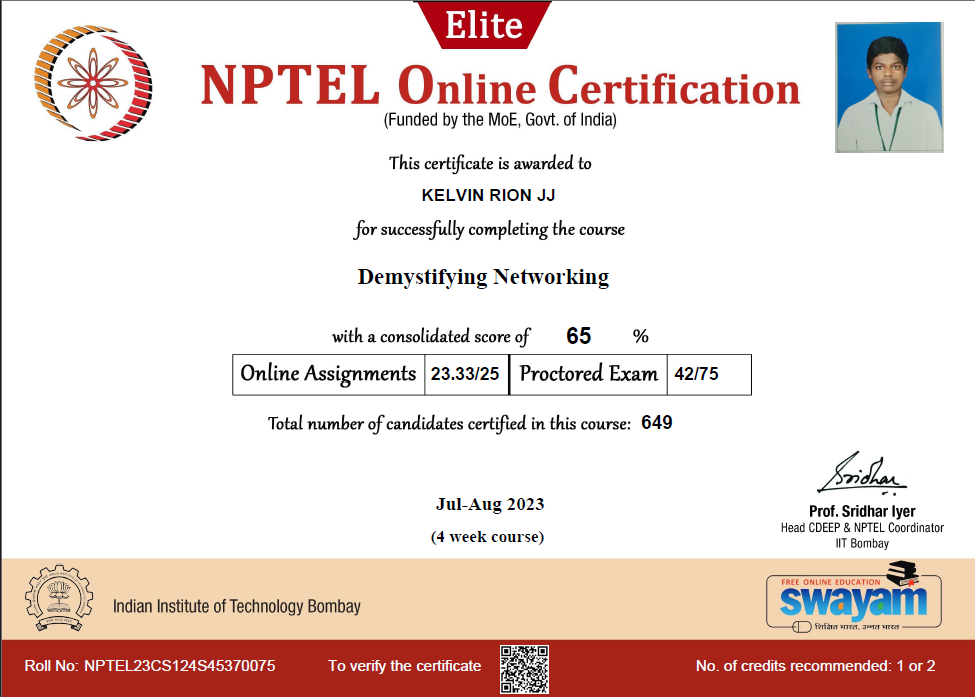 Elite
NPTEL Online Certification
(Funded by the MoE, Govt. of India)
This certificate is awarded to
KELVIN RION JJ
for successfully completing the course
Demystifying Networking
with a consolidated score of 65 %
Online Assignments 23.33/25 Proctored Exam 42/75
Total number of candidates certified in this course: 649
Sridhar
Jul-Aug 2023
Prof. Sridhar Iyer
Head CDEEP & NPTEL Coordinator
(4 week course)
IIT Bombay
Indian Institute of Technology Bombay
FREE ONLINE EDUCATION
swayam
शिक्षित भारत, उन्नत भारत
Roll No: NPTEL23CS124S45370075 To verify the certificate No. of credits recommended: 1 or 2